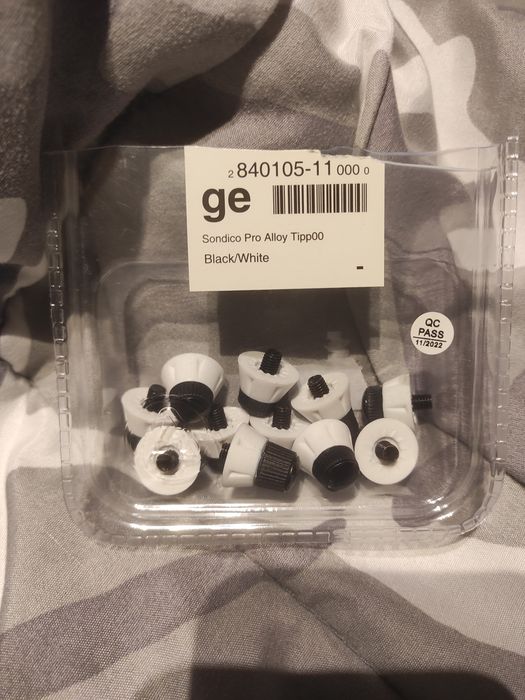 2 840105-11 000 0
ge
Sondico Pro Alloy Tipp00
Black/White
-
QC
PASS
11/2022